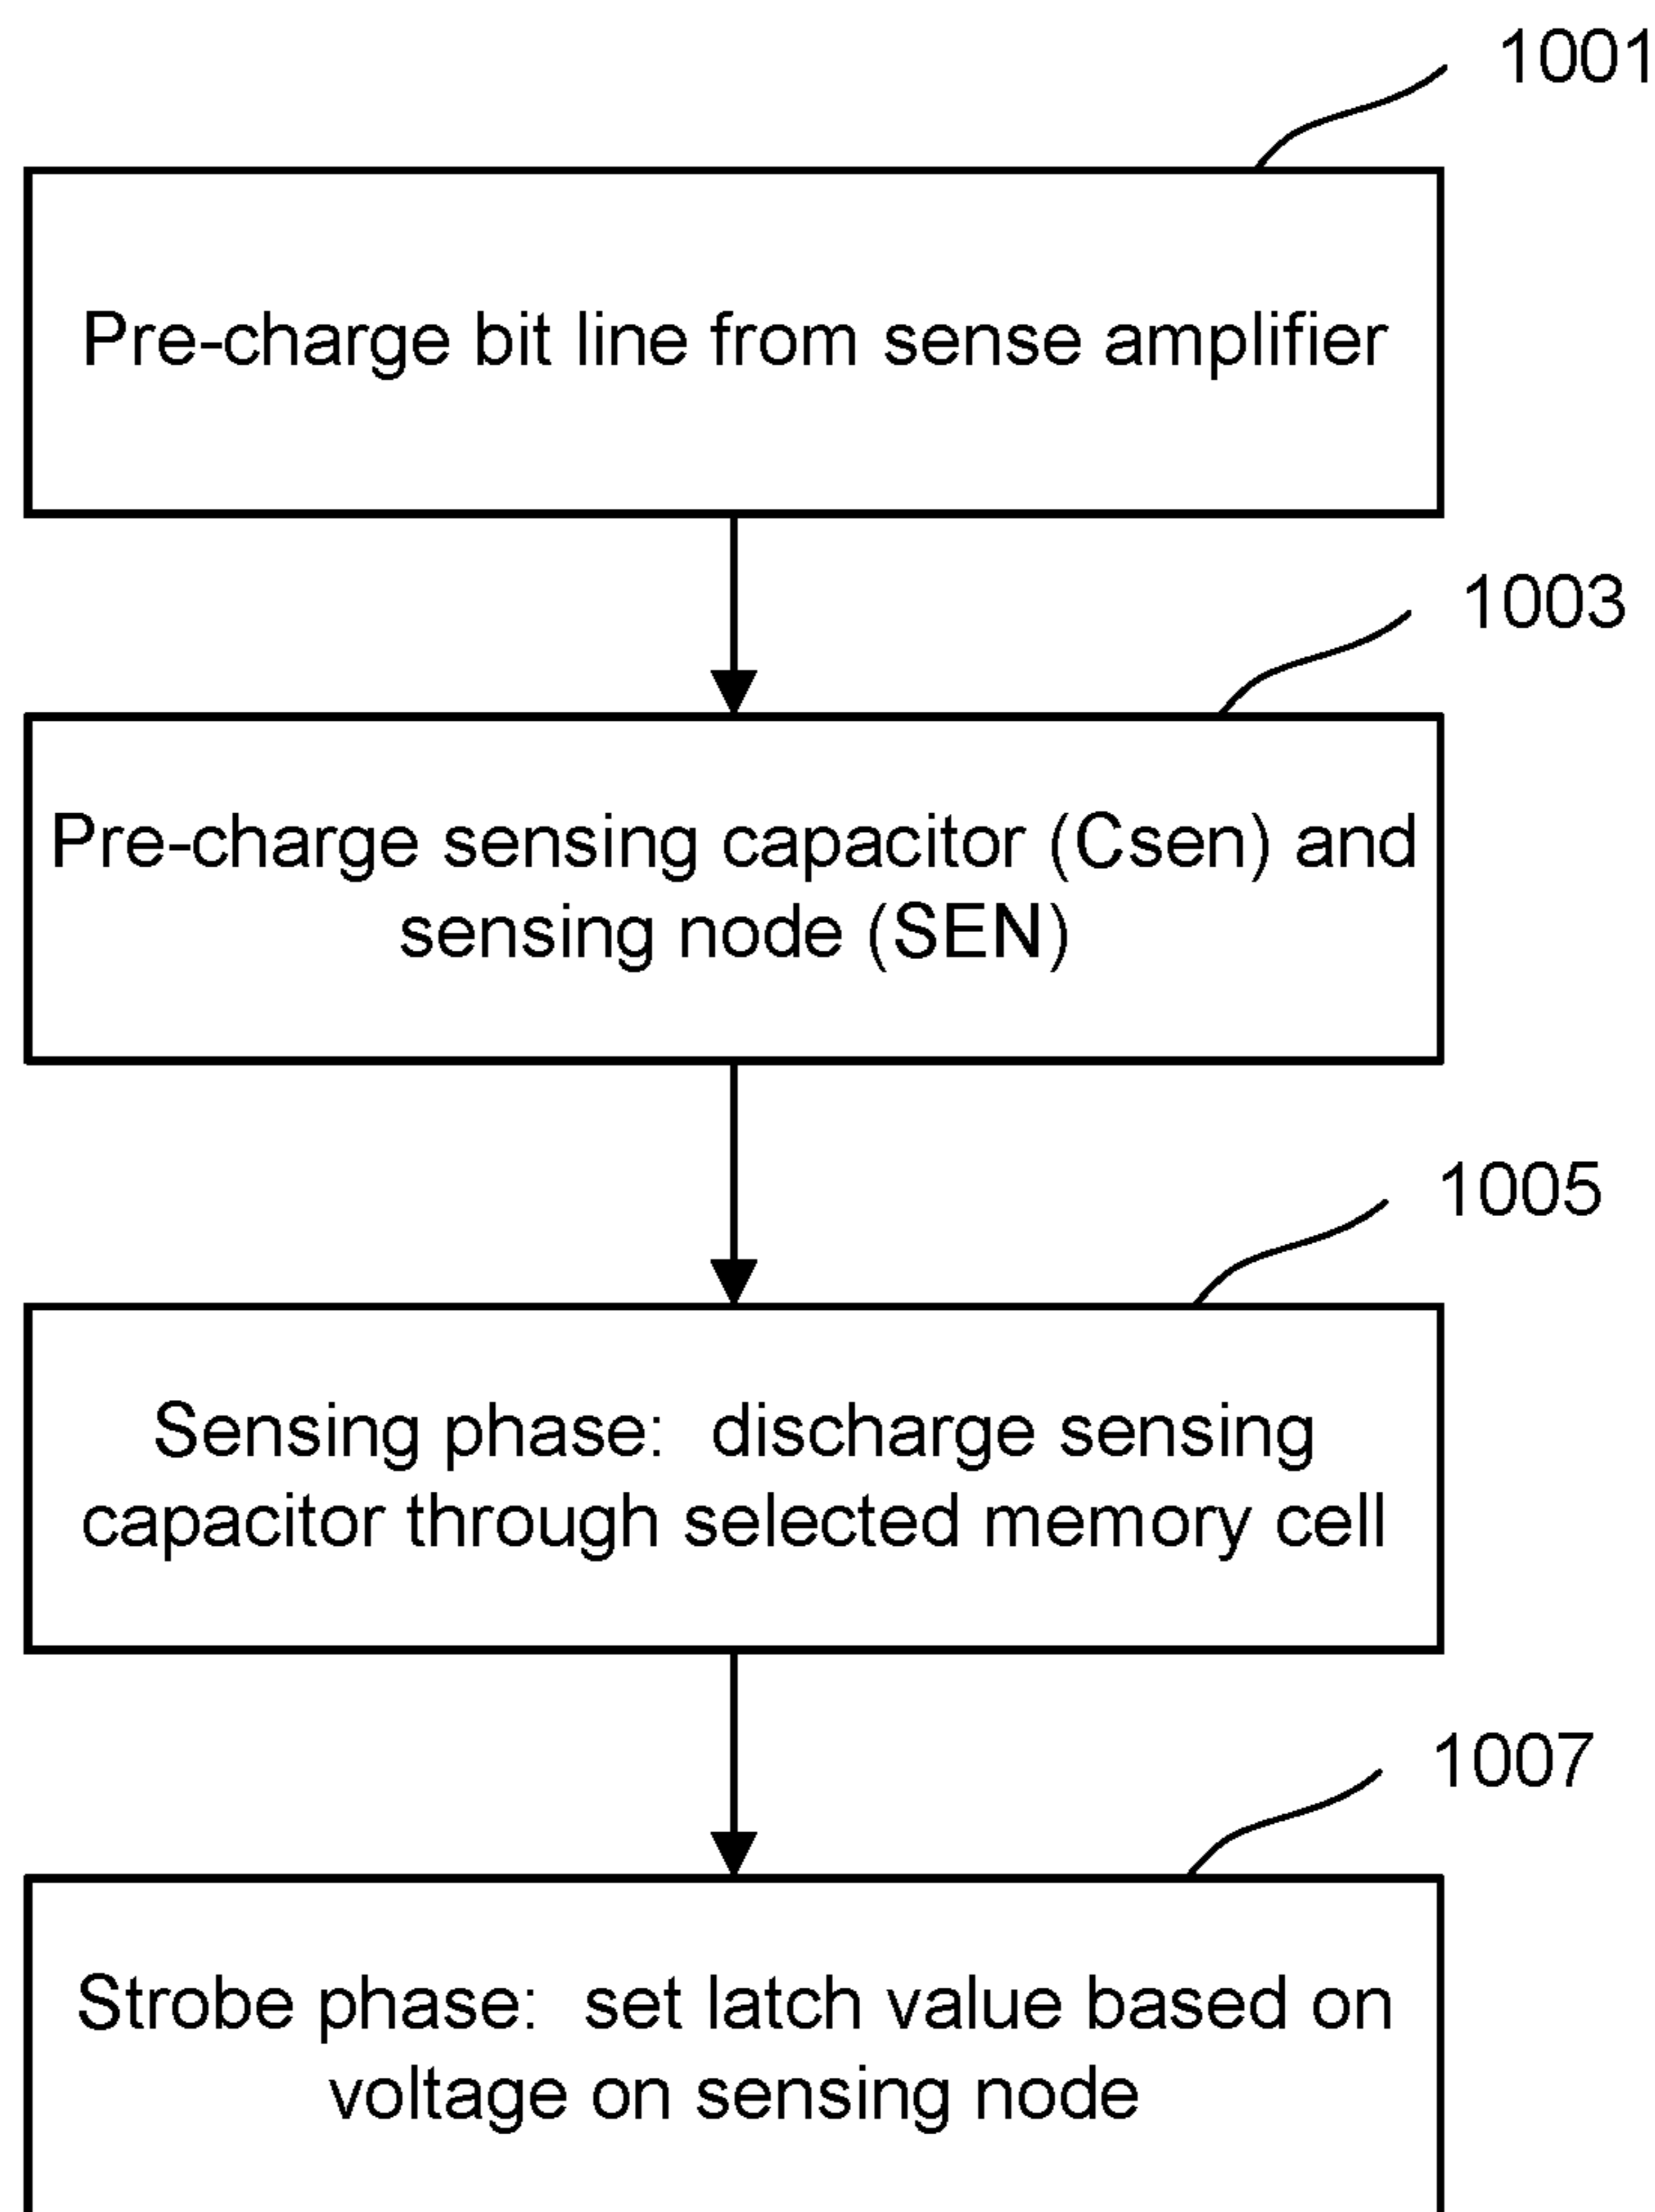 1001
Pre-charge bit line from sense amplifier
1003
Pre-charge sensing capacitor (Csen) and
sensing node (SEN)
1005
Sensing phase: discharge sensing
capacitor through selected memory cell
1007
Strobe phase: set latch value based on
voltage on sensing node